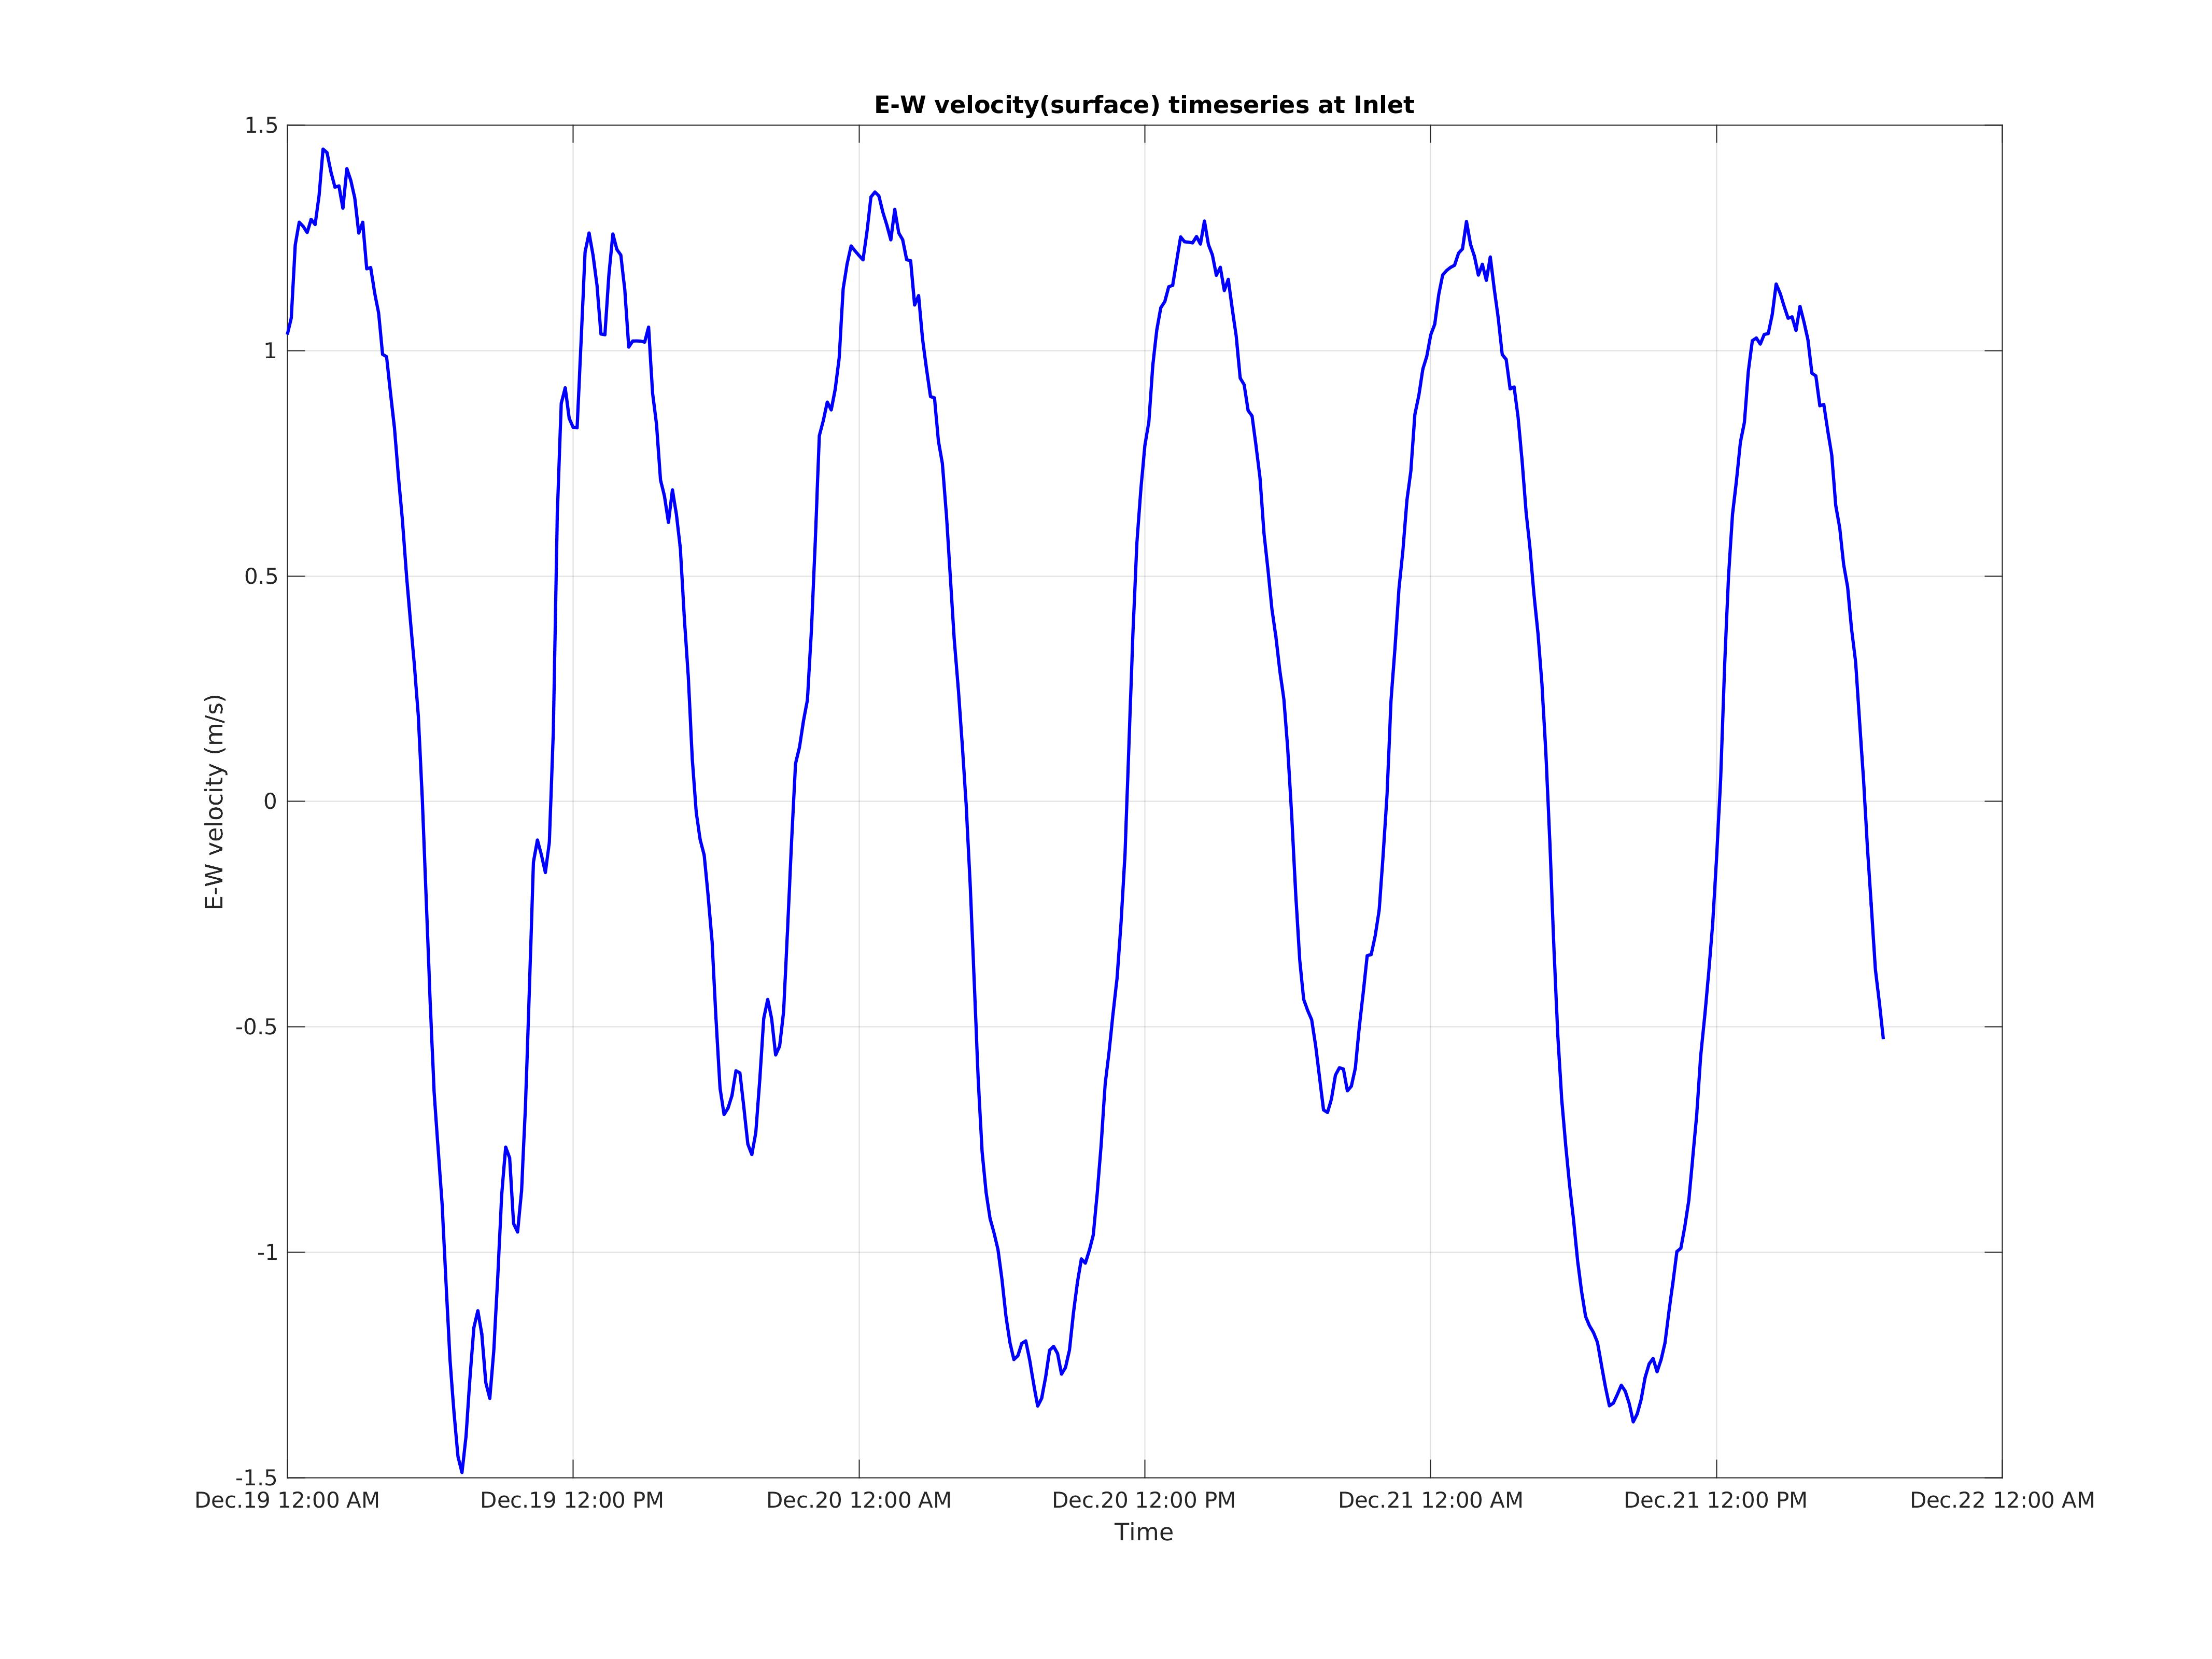 E-W velocity(surface) timeseries at Inlet
1.5
1
0.5
0
-0.5
-1
-1.5
E-W velocity (m/s)
Dec.19 12:00 AM Dec.19 12:00 PM Dec.20 12:00 AM Dec.20 12:00 PM Dec.21 12:00 AM Dec.21 12:00 PM Dec.22 12:00 AM
Time